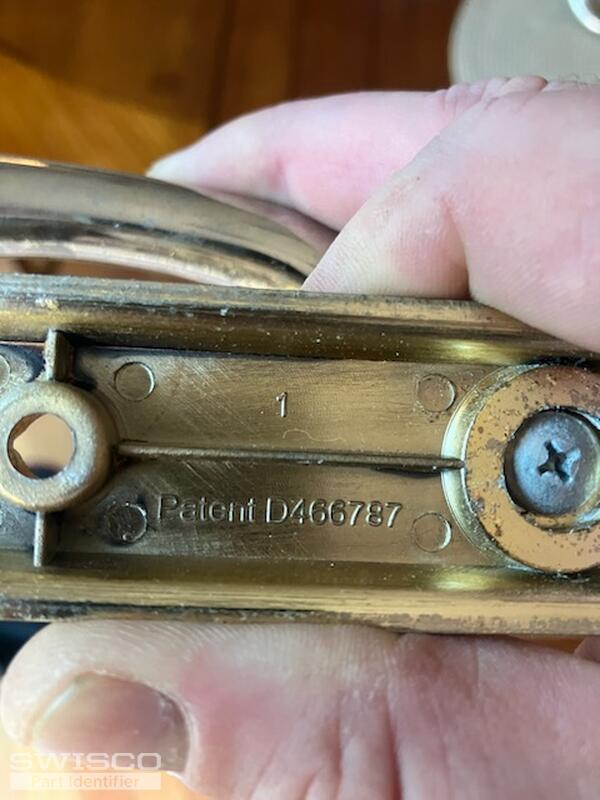 1
Patent D466787
SWISCO
Part Identifier